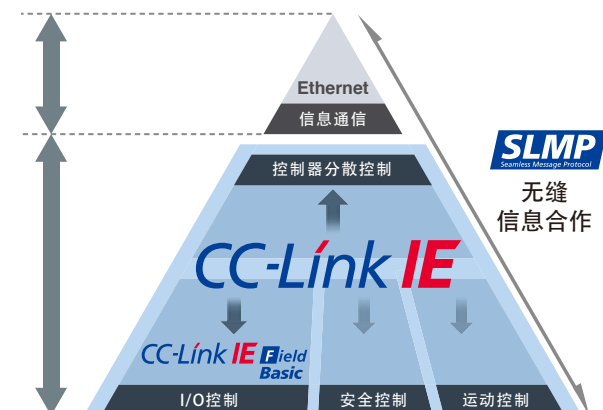 Ethernet
信息通信
控制器分散控制
SLMP
Seamless Message Protocol
无缝
信息合作
CC-Link IE
CC-Link IE Field
Basic
I/O控制
安全控制
运动控制